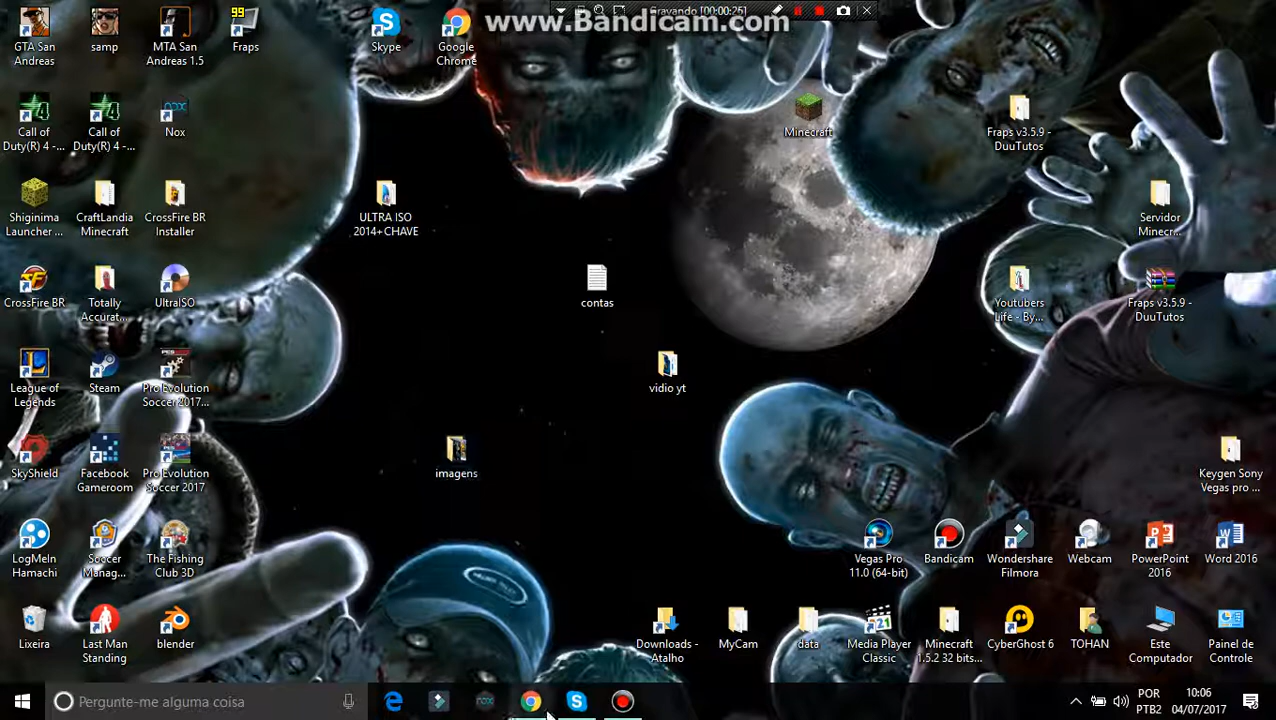 Gravando [00:00:26]
www.Bandicam.com
99
GTA San
Andreas
samp
MTA San
Andreas 1.5
Fraps
Skype
Google
Chrome
Call of
Duty(R) 4 -...
Call of
Duty(R) 4 -...
nox
Nox
Minecraft
Fraps v3.5.9 -
DuuTutos
Shiginima
Launcher ...
CraftLandia
Minecraft
CrossFire BR
Installer
ULTRA ISO
2014+CHAVE
Servidor
Minecr...
CrossFire BR
Totally
Accurat...
UltraISO
contas
Youtubers
Life - By...
Fraps v3.5.9 -
DuuTutos
League of
Legends
Steam
Pro Evolution
Soccer 2017...
vidio yt
SkyShield
Facebook
Gameroom
Pro Evolution
Soccer 2017
imagens
Keygen Sony
Vegas pro ...
LogMeIn
Hamachi
Soccer
Manag...
The Fishing
Club 3D
Vegas Pro
11.0 (64-bit)
Bandicam
Wondershare
Filmora
Webcam
PowerPoint
2016
Word 2016
Lixeira
Last Man
Standing
blender
Downloads -
Atalho
MyCam
data
21
Media Player
Classic
Minecraft
1.5.2 32 bits...
CyberGhost 6
TOHAN
Este
Computador
Painel de
Controle
Pergunte-me alguma coisa
nox
POR
PTB2
10:06
04/07/2017